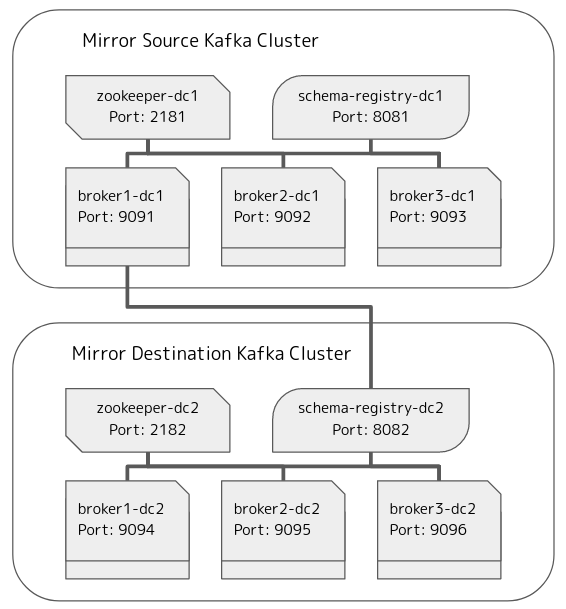 Mirror Source Kafka Cluster
zookeeper-dc1
Port: 2181
schema-registry-dc1
Port: 8081
broker1-dc1
Port: 9091
broker2-dc1
Port: 9092
broker3-dc1
Port: 9093
Mirror Destination Kafka Cluster
zookeeper-dc2
Port: 2182
schema-registry-dc2
Port: 8082
broker1-dc2
Port: 9094
broker2-dc2
Port: 9095
broker3-dc2
Port: 9096